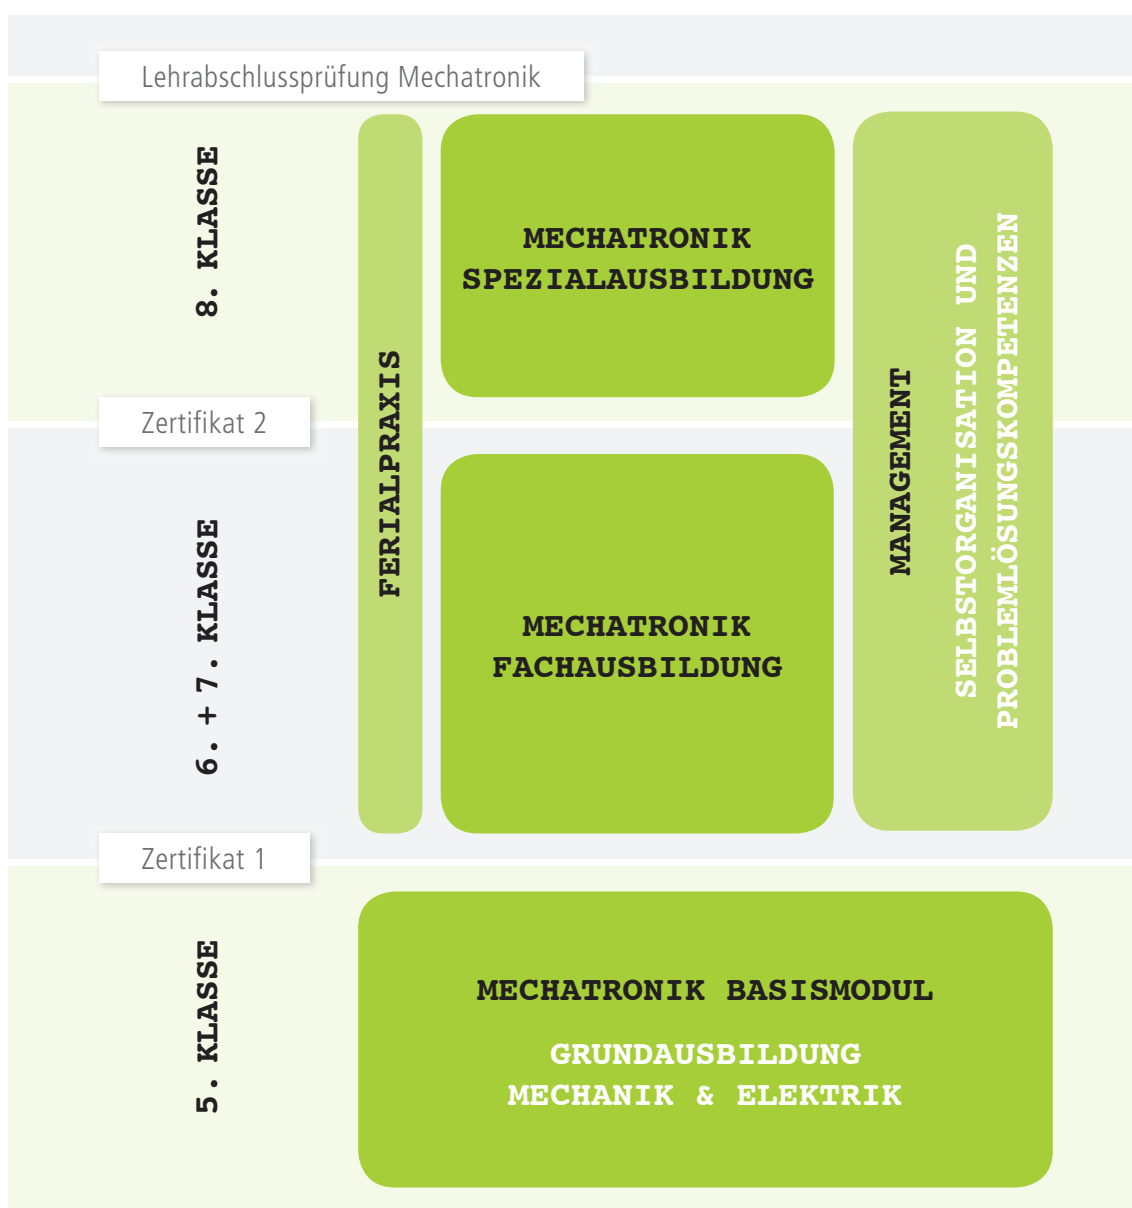 Lehrabschlussprüfung Mechatronik
8. KLASSE
FERIALPRAXIS
MECHATRONIK
SPEZIALAUSBILDUNG
MANAGEMENT
SELBSTORGANISATION UND
PROBLEMLÖSUNGSKOMPETENZEN
Zertifikat 2
6. + 7. KLASSE
MECHATRONIK
FACHAUSBILDUNG
Zertifikat 1
5. KLASSE
MECHATRONIK BASISMODUL
GRUNDAUSBILDUNG
MECHANIK & ELEKTRIK